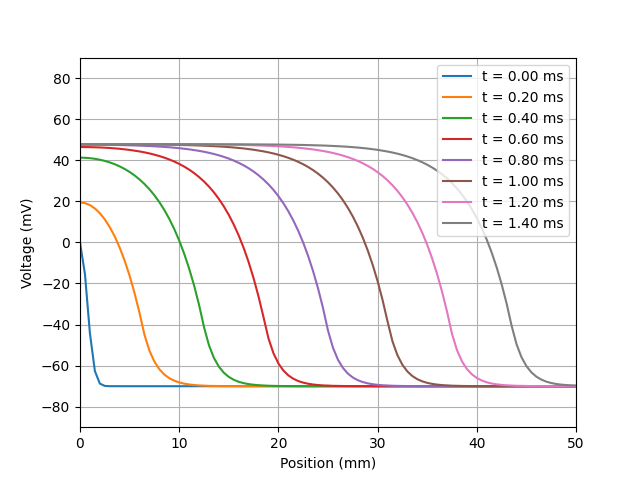 80
60
40
20
0
−20
−40
−60
−80
Voltage (mV)
t = 0.00 ms
t = 0.20 ms
t = 0.40 ms
t = 0.60 ms
t = 0.80 ms
t = 1.00 ms
t = 1.20 ms
t = 1.40 ms
0 10 20 30 40 50
Position (mm)